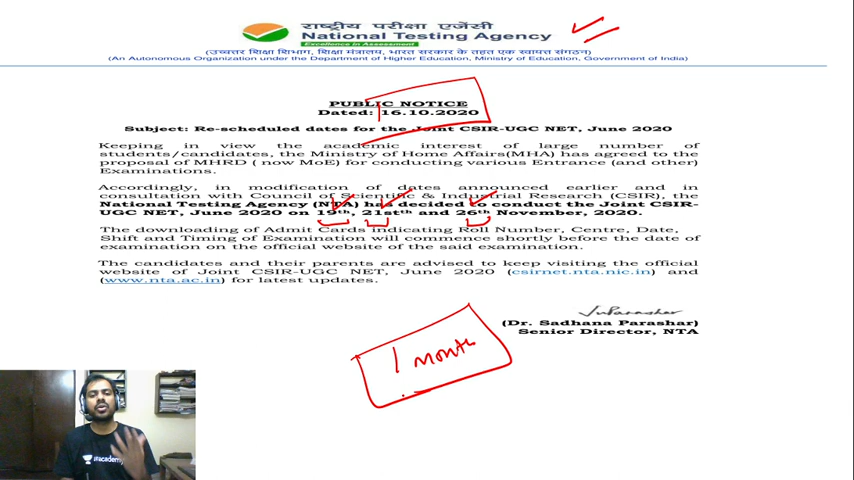 राष्ट्रीय परीक्षा एजेंसी
National Testing Agency
Excellence in Assessment
(उच्चतर शिक्षा विभाग, शिक्षा मंत्रालय, भारत सरकार के तहत एक स्वायत्त संगठन)
(An Autonomous Organization under the Department of Higher Education, Ministry of Education, Government of India)
PUBLIC NOTICE
Dated: 16.10.2020
Subject: Re-scheduled dates for the Joint CSIR-UGC NET, June 2020
Keeping in view the academic interest of large number of
students/candidates, the Ministry of Home Affairs(MHA) has agreed to the
proposal of MHRD ( now MoE) for conducting various Entrance (and other)
Examinations.
Accordingly, in modification of dates announced earlier and in
consultation with Council of Scientific & Industrial Research (CSIR), the
National Testing Agency (NTA) has decided to conduct the Joint CSIR-
UGC NET, June 2020 on 19th, 21stth and 26th November, 2020.
The downloading of Admit Cards indicating Roll Number, Centre, Date,
Shift and Timing of Examination will commence shortly before the date of
examination on the official website of the said examination.
The candidates and their parents are advised to keep visiting the official
website of Joint CSIR-UGC NET, June 2020 (csirnet.nta.nic.in) and
(www.nta.ac.in) for latest updates.
(Dr. Sadhana Parashar)
Senior Director, NTA
1 month
unacademy